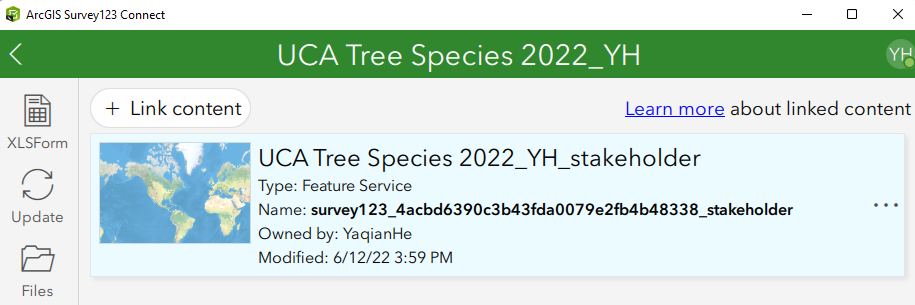 ArcGIS Survey123 Connect
UCA Tree Species 2022_YH
YH
+ Link content
Learn more about linked content
XLSForm
Update
Files
UCA Tree Species 2022_YH_stakeholder
Type: Feature Service
Name: survey123_4acbd6390c3b43fda0079e2fb4b48338_stakeholder
Owned by: YaqianHe
Modified: 6/12/22 3:59 PM